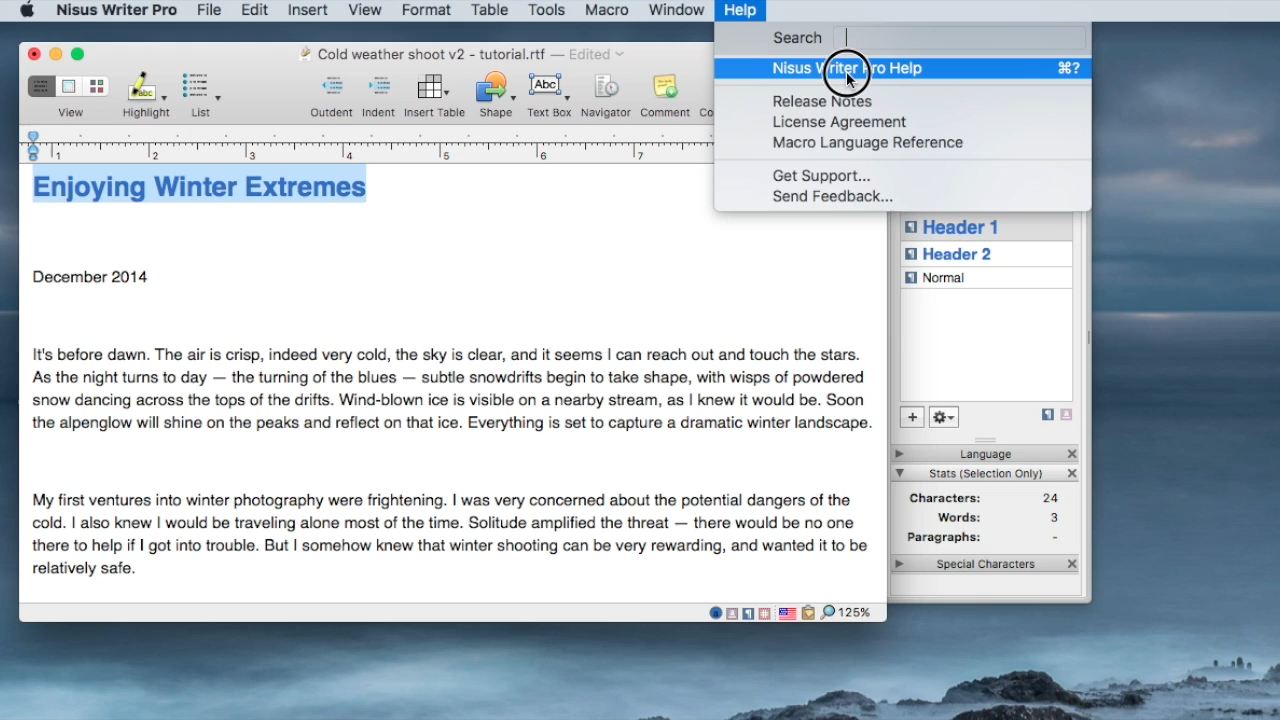 Nisus Writer Pro File Edit Insert View Format Table Tools Macro Window Help
Search
Nisus Writer Pro Help ⌘?
Release Notes
License Agreement
Macro Language Reference
Get Support...
Send Feedback...
Cold weather shoot v2 - tutorial.rtf — Edited
abc Abc
View Highlight List Outdent Indent Insert Table Shape Text Box Navigator Comment Co
1 2 3 4 5 6 7
Enjoying Winter Extremes
December 2014
It's before dawn. The air is crisp, indeed very cold, the sky is clear, and it seems I can reach out and touch the stars.
As the night turns to day — the turning of the blues — subtle snowdrifts begin to take shape, with wisps of powdered
snow dancing across the tops of the drifts. Wind-blown ice is visible on a nearby stream, as I knew it would be. Soon
the alpenglow will shine on the peaks and reflect on that ice. Everything is set to capture a dramatic winter landscape.
My first ventures into winter photography were frightening. I was very concerned about the potential dangers of the
cold. I also knew I would be traveling alone most of the time. Solitude amplified the threat — there would be no one
there to help if I got into trouble. But I somehow knew that winter shooting can be very rewarding, and wanted it to be
relatively safe.
125%
Header 1
Header 2
Normal
Language
Stats (Selection Only)
Characters: 24
Words: 3
Paragraphs: -
Special Characters